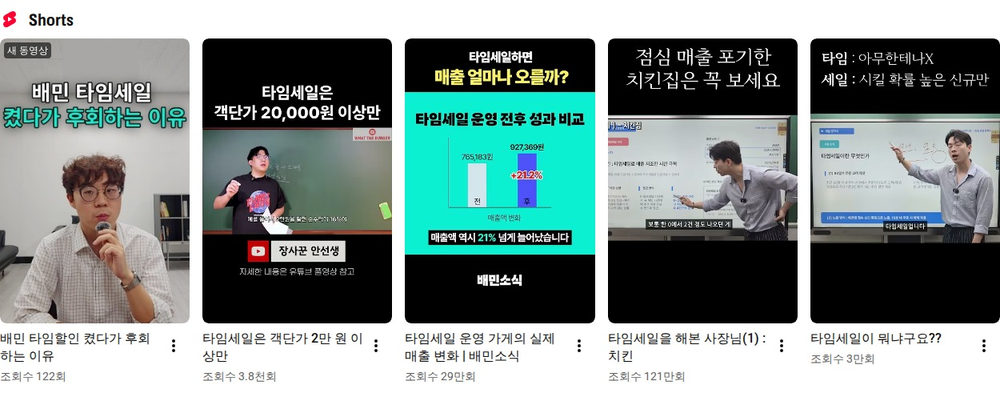 Shorts
새 동영상
배민 타임세일
켰다가 후회하는 이유
배민 타임할인 켰다가 후회
하는 이유
조회수 122회
타임세일은
객단가 20,000원 이상만
WHAT THE BURGER
장사꾼 안선생
자세한 내용은 유튜브 풀영상 참고
타임세일은 객단가 2만 원 이
상만
조회수 3.8천회
타임세일하면
매출 얼마나 오를까?
타임세일 운영 전후 성과 비교
765,183원
927,369원
+21.2%
전
후
매출액 변화
매출액 역시 21% 넘게 늘어났습니다
배민소식
타임세일 운영 가게의 실제
매출 변화 | 배민소식
조회수 29만회
점심 매출 포기한
치킨집은 꼭 보세요
보통 한 0에서 2건 정도 나오던 게
타임세일을 해본 사장님(1) :
치킨
조회수 121만회
타임 : 아무한테나X
세일 : 시킬 확률 높은 신규만
타임세일이란 무엇인가
타임세일입니다
타임세일이 뭐냐구요??
조회수 3만회